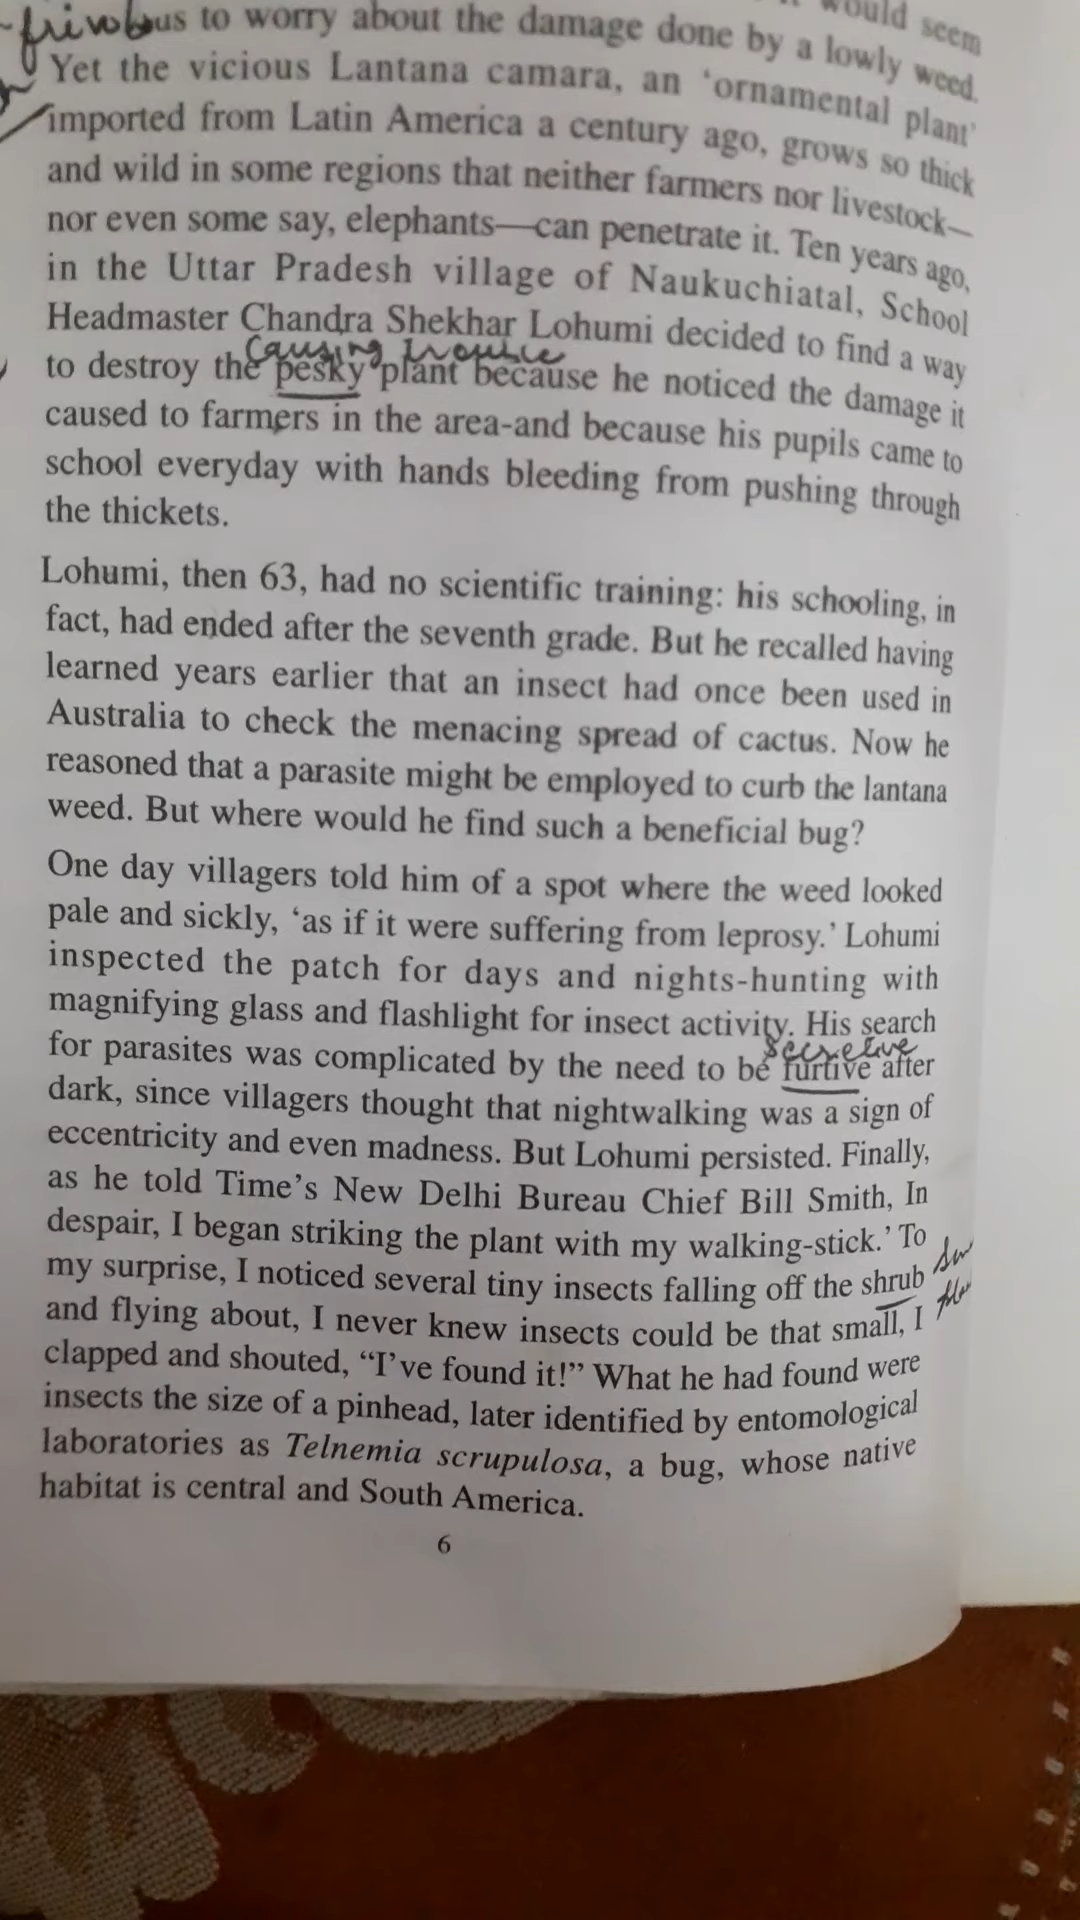 would seem
frivolous to worry about the damage done by a lowly weed.
Yet the vicious Lantana camara, an ‘ornamental plant’
imported from Latin America a century ago, grows so thick
and wild in some regions that neither farmers nor livestock—
nor even some say, elephants—can penetrate it. Ten years ago,
in the Uttar Pradesh village of Naukuchiatal, School
Headmaster Chandra Shekhar Lohumi decided to find a way
causing trouble
to destroy the pesky plant because he noticed the damage it
caused to farmers in the area-and because his pupils came to
school everyday with hands bleeding from pushing through
the thickets.
Lohumi, then 63, had no scientific training: his schooling, in
fact, had ended after the seventh grade. But he recalled having
learned years earlier that an insect had once been used in
Australia to check the menacing spread of cactus. Now he
reasoned that a parasite might be employed to curb the lantana
weed. But where would he find such a beneficial bug?
One day villagers told him of a spot where the weed looked
pale and sickly, ‘as if it were suffering from leprosy.’ Lohumi
inspected the patch for days and nights-hunting with
magnifying glass and flashlight for insect activity. His search
secretive
for parasites was complicated by the need to be furtive after
dark, since villagers thought that nightwalking was a sign of
eccentricity and even madness. But Lohumi persisted. Finally,
as he told Time’s New Delhi Bureau Chief Bill Smith, In
despair, I began striking the plant with my walking-stick.’ To
my surprise, I noticed several tiny insects falling off the shrub
and flying about, I never knew insects could be that small, I
clapped and shouted, “I’ve found it!” What he had found were
insects the size of a pinhead, later identified by entomological
laboratories as Telnemia scrupulosa, a bug, whose native
habitat is central and South America.
6